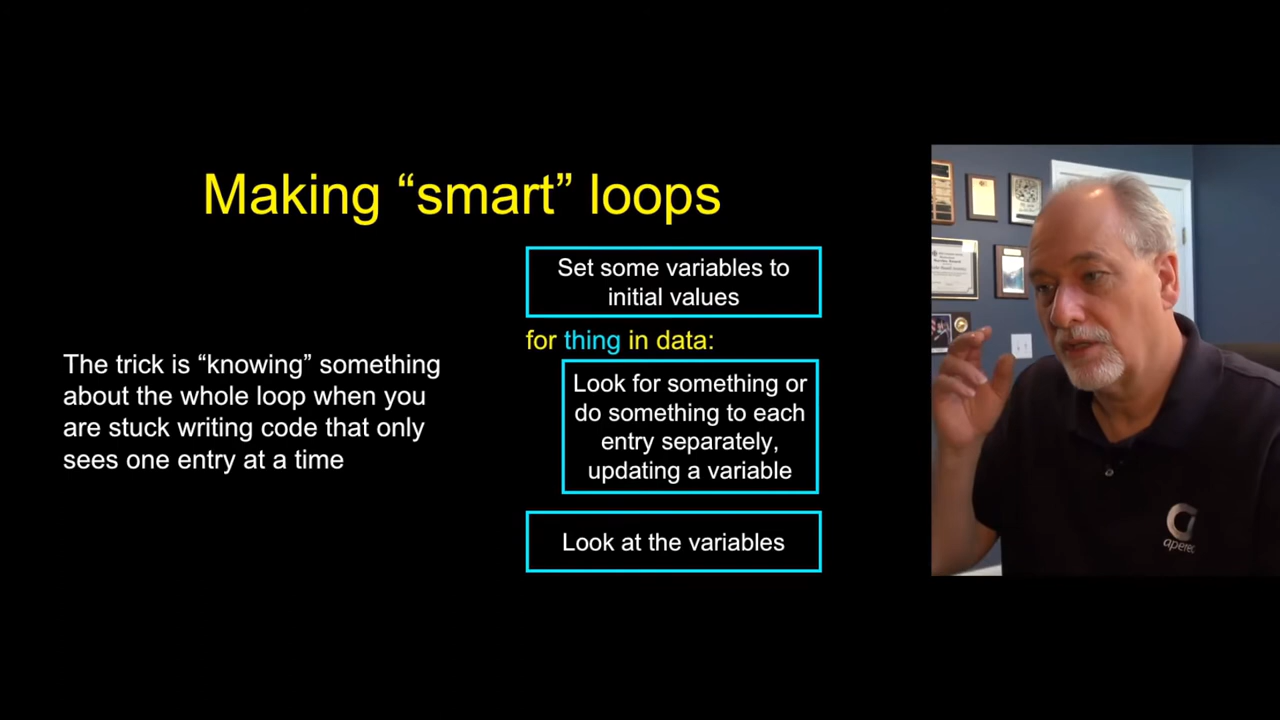 Making “smart” loops
Set some variables to
initial values
for thing in data:
The trick is “knowing” something
about the whole loop when you
are stuck writing code that only
sees one entry at a time
Look for something or
do something to each
entry separately,
updating a variable
Look at the variables
apereo